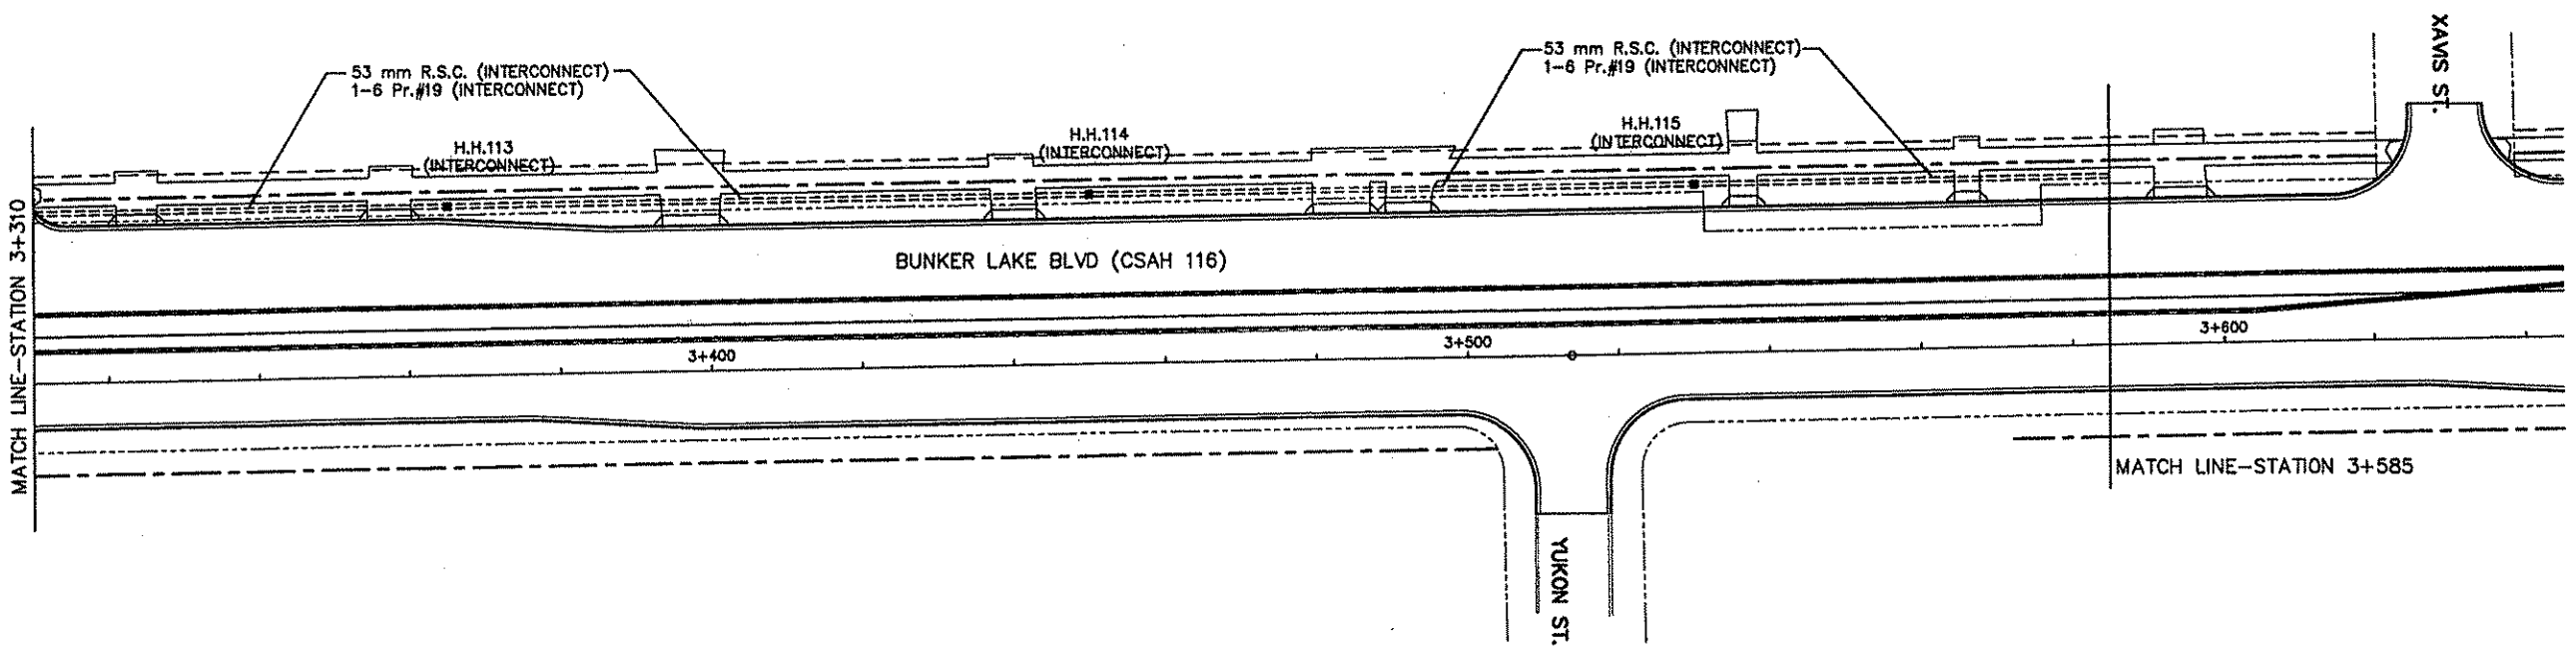 53 mm R.S.C. (INTERCONNECT)
1-6 Pr.#19 (INTERCONNECT)
53 mm R.S.C. (INTERCONNECT)
1-6 Pr.#19 (INTERCONNECT)
XAVIS ST.
H.H.113
(INTERCONNECT)
H.H.114
(INTERCONNECT)
H.H.115
(INTERCONNECT)
MATCH LINE-STATION 3+310
BUNKER LAKE BLVD (CSAH 116)
3+400
3+500
3+600
MATCH LINE-STATION 3+585
YUKON ST.